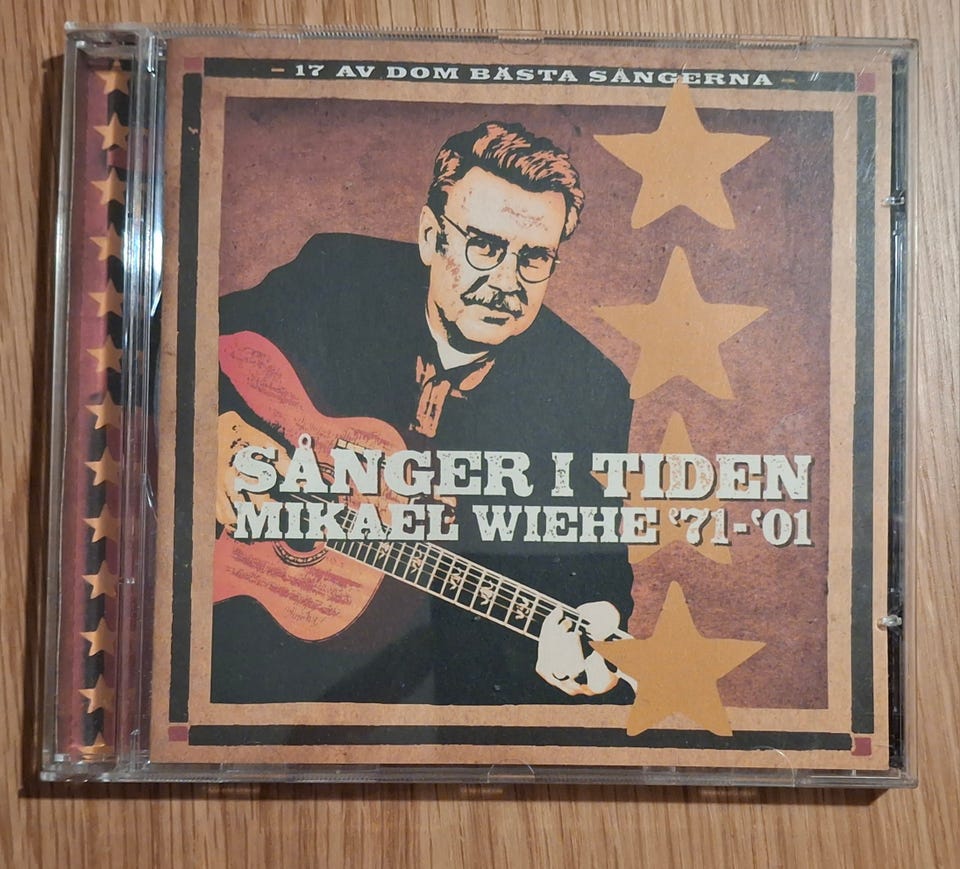 - 17 AV DOM BÄSTA SÅNGERNA -
SÅNGER I TIDEN
MIKAEL WIEHE ‘71-‘01